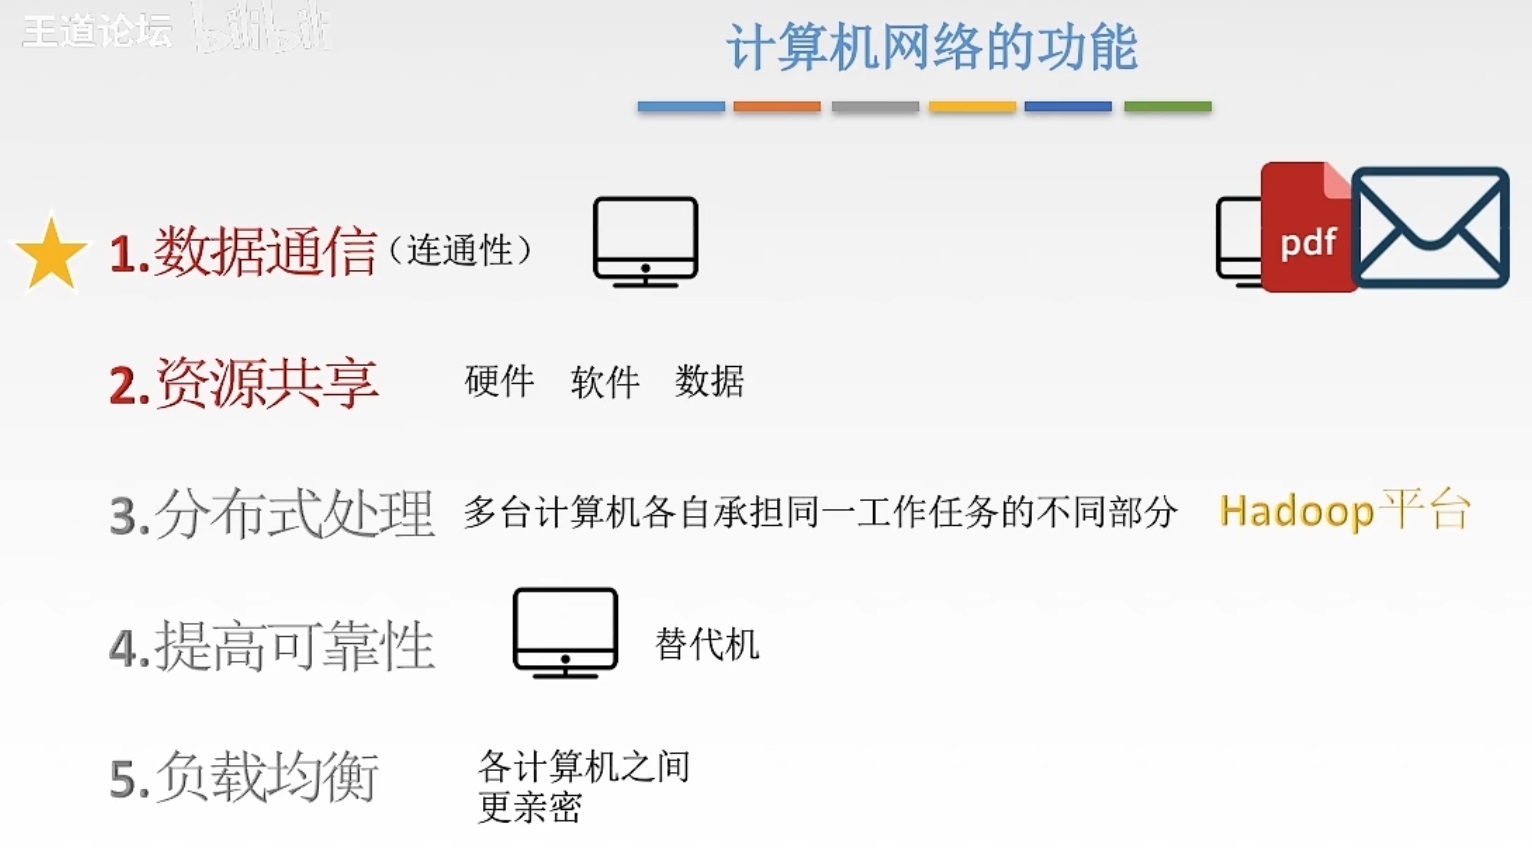 王道论坛 bilibili
计算机网络的功能
1.数据通信（连通性）
pdf
2.资源共享 硬件 软件 数据
3.分布式处理 多台计算机各自承担同一工作任务的不同部分 Hadoop平台
4.提高可靠性 替代机
5.负载均衡 各计算机之间
更亲密